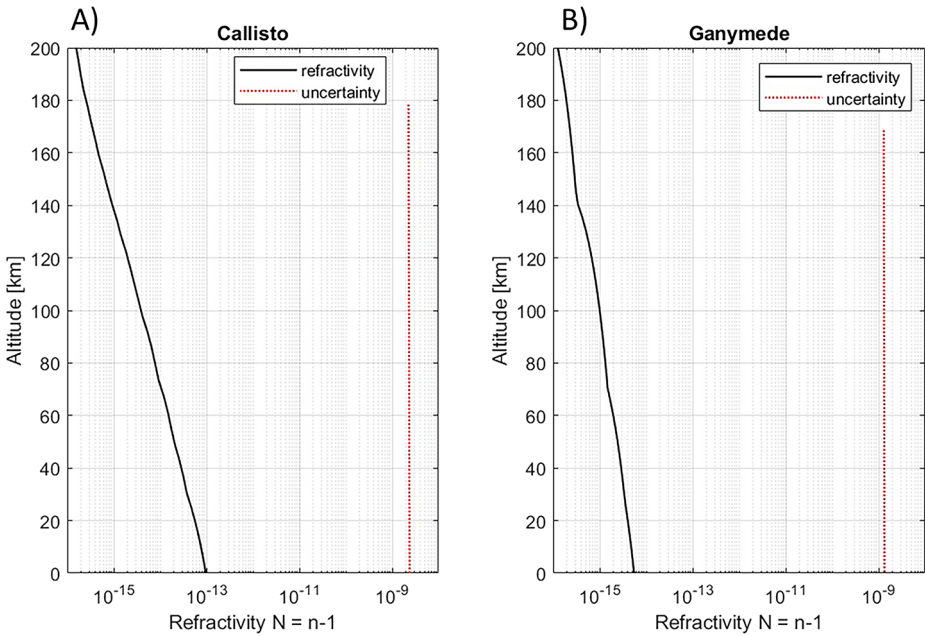 A)
Callisto
200
180
160
140
120
100
80
60
40
20
0
Altitude [km]
refractivity
uncertainty
10-15
10-13
10-11
10-9
Refractivity N = n-1
B)
Ganymede
200
180
160
140
120
100
80
60
40
20
0
Altitude [km]
refractivity
uncertainty
10-15
10-13
10-11
10-9
Refractivity N = n-1